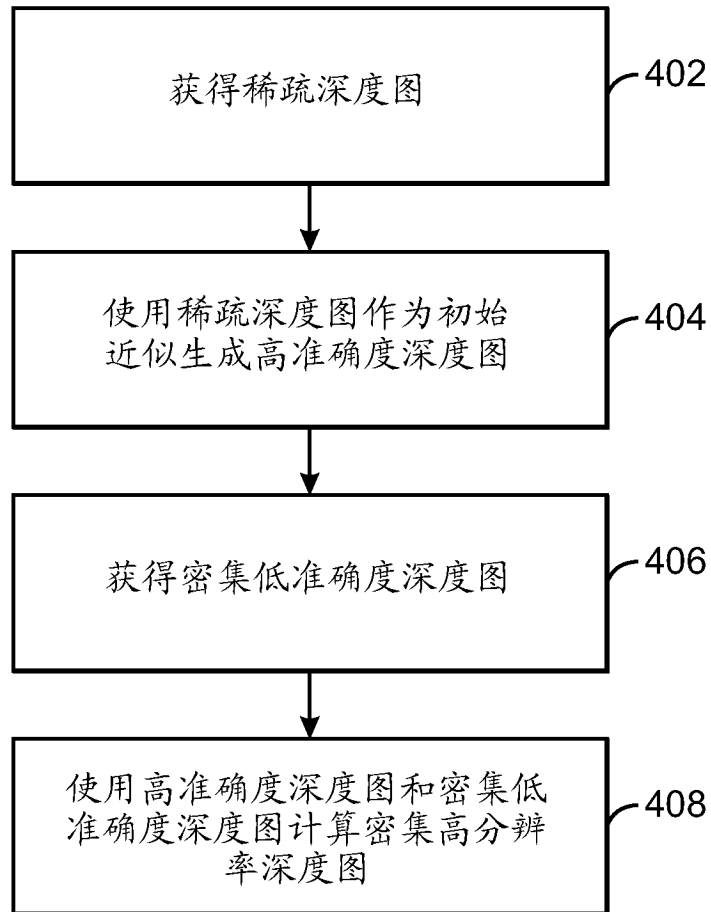 获得稀疏深度图
402
使用稀疏深度图作为初始
近似生成高准确度深度图
404
获得密集低准确度深度图
406
使用高准确度深度图和密集低
准确度深度图计算密集高分辨
率深度图
408